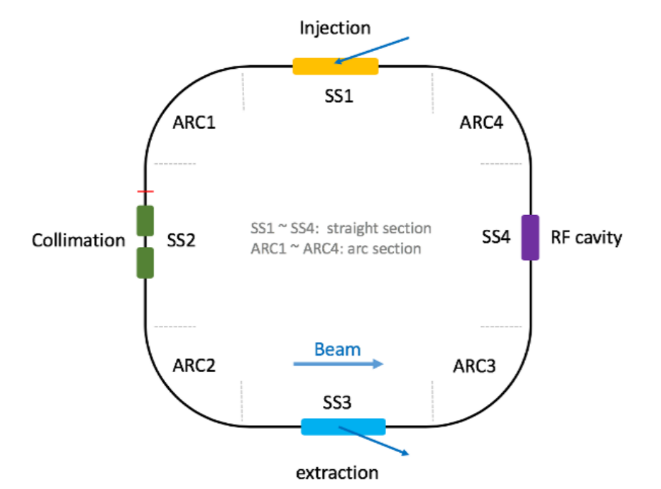 Injection
SS1
ARC1
ARC4
Collimation
SS2
SS1 ~ SS4: straight section
ARC1 ~ ARC4: arc section
SS4
RF cavity
Beam
ARC2
ARC3
SS3
extraction